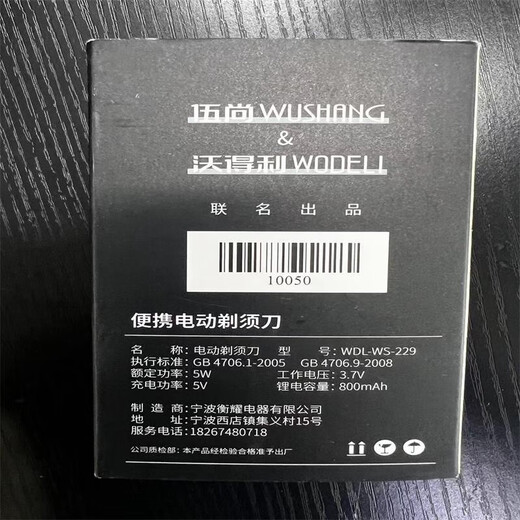 伍尚 WUSHANG
&
沃得利 WODELI
联名出品
10050
便携电动剃须刀
名 称:电动剃须刀 型 号:WDL-WS-229
执行标准:GB 4706.1-2005 GB 4706.9-2008
额定功率:5W 工作电压:3.7V
充电功率:5V 锂电容量:800mAh
制造商:宁波衡耀电器有限公司
地 址:宁波西店镇集义村15号
服务电话:18267480718
公司质检部:本产品经检验合格准予出厂